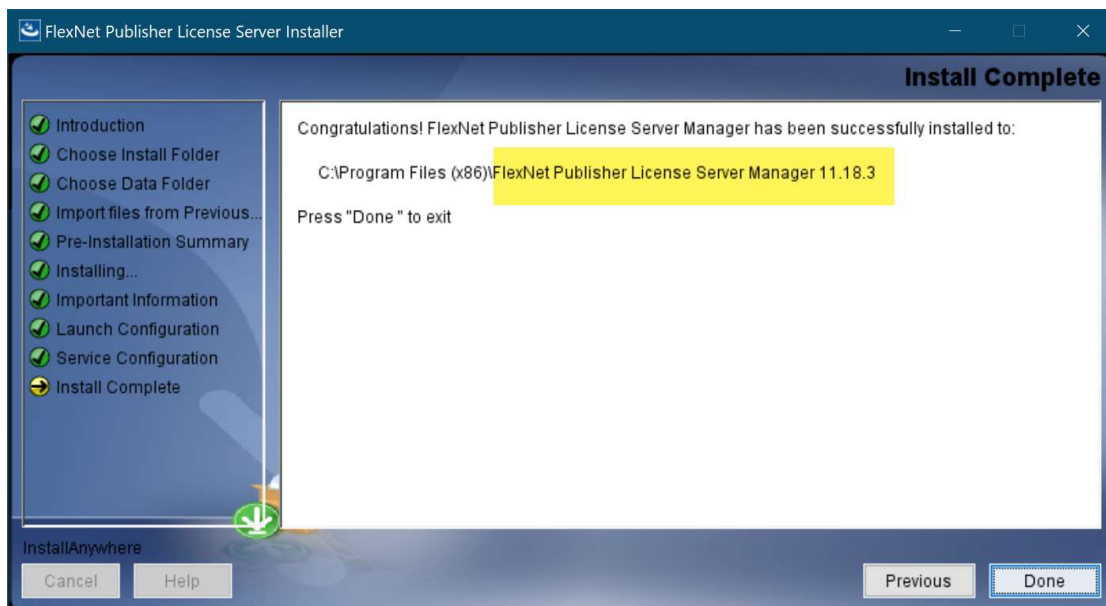 FlexNet Publisher License Server Installer
Install Complete
Introduction
Choose Install Folder
Choose Data Folder
Import files from Previous...
Pre-Installation Summary
Installing...
Important Information
Launch Configuration
Service Configuration
Install Complete
Congratulations! FlexNet Publisher License Server Manager has been successfully installed to:
C:\Program Files (x86)\FlexNet Publisher License Server Manager 11.18.3
Press "Done " to exit
InstallAnywhere
Cancel
Help
Previous
Done